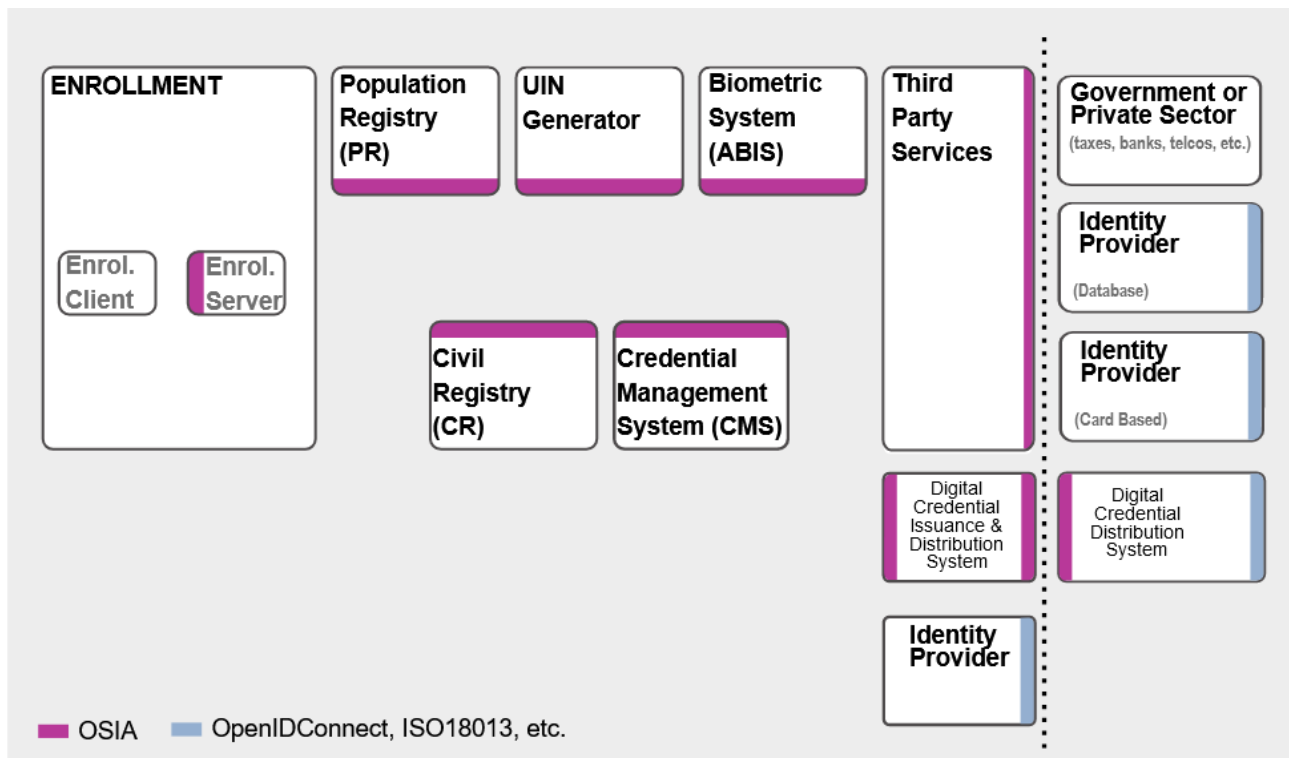 ENROLLMENT
Enrol.
Client
Enrol.
Server
Population
Registry
(PR)
UIN
Generator
Biometric
System
(ABIS)
Third
Party
Services
Civil
Registry
(CR)
Credential
Management
System (CMS)
Digital
Credential
Issuance &
Distribution
System
Identity
Provider
Government or
Private Sector
(taxes, banks, telcos, etc.)
Identity
Provider
(Database)
Identity
Provider
(Card Based)
Digital
Credential
Distribution
System
OSIA
OpenIDConnect, ISO18013, etc.